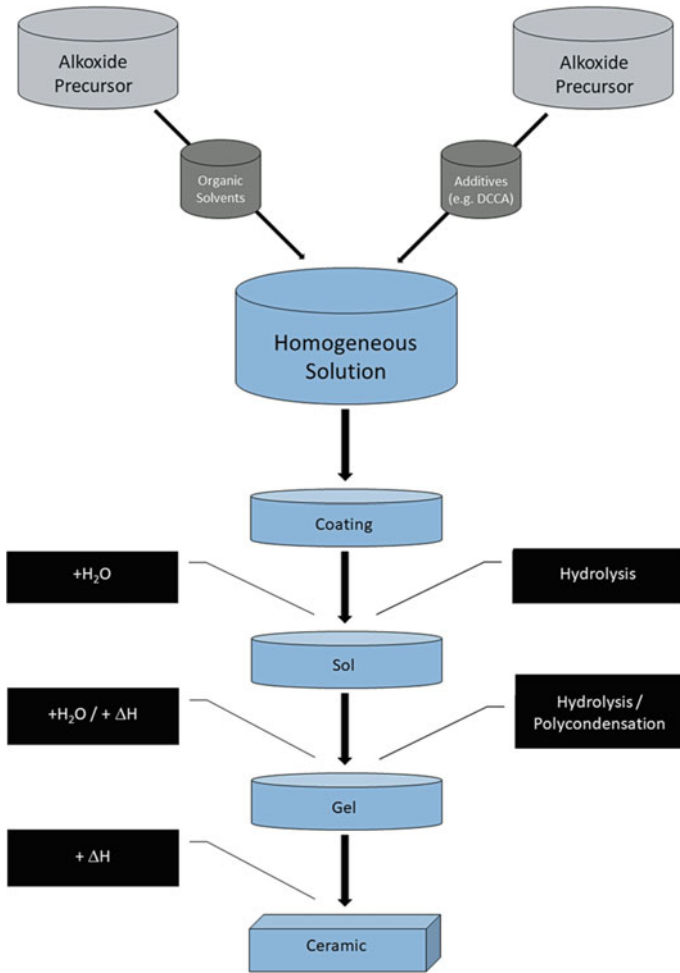 Alkoxide
Precursor
Alkoxide
Precursor
Organic
Solvents
Additives
(e.g. DCCA)
Homogeneous
Solution
Coating
+H₂O
Hydrolysis
Sol
+H₂O / + ΔH
Hydrolysis /
Polycondensation
Gel
+ ΔH
Ceramic